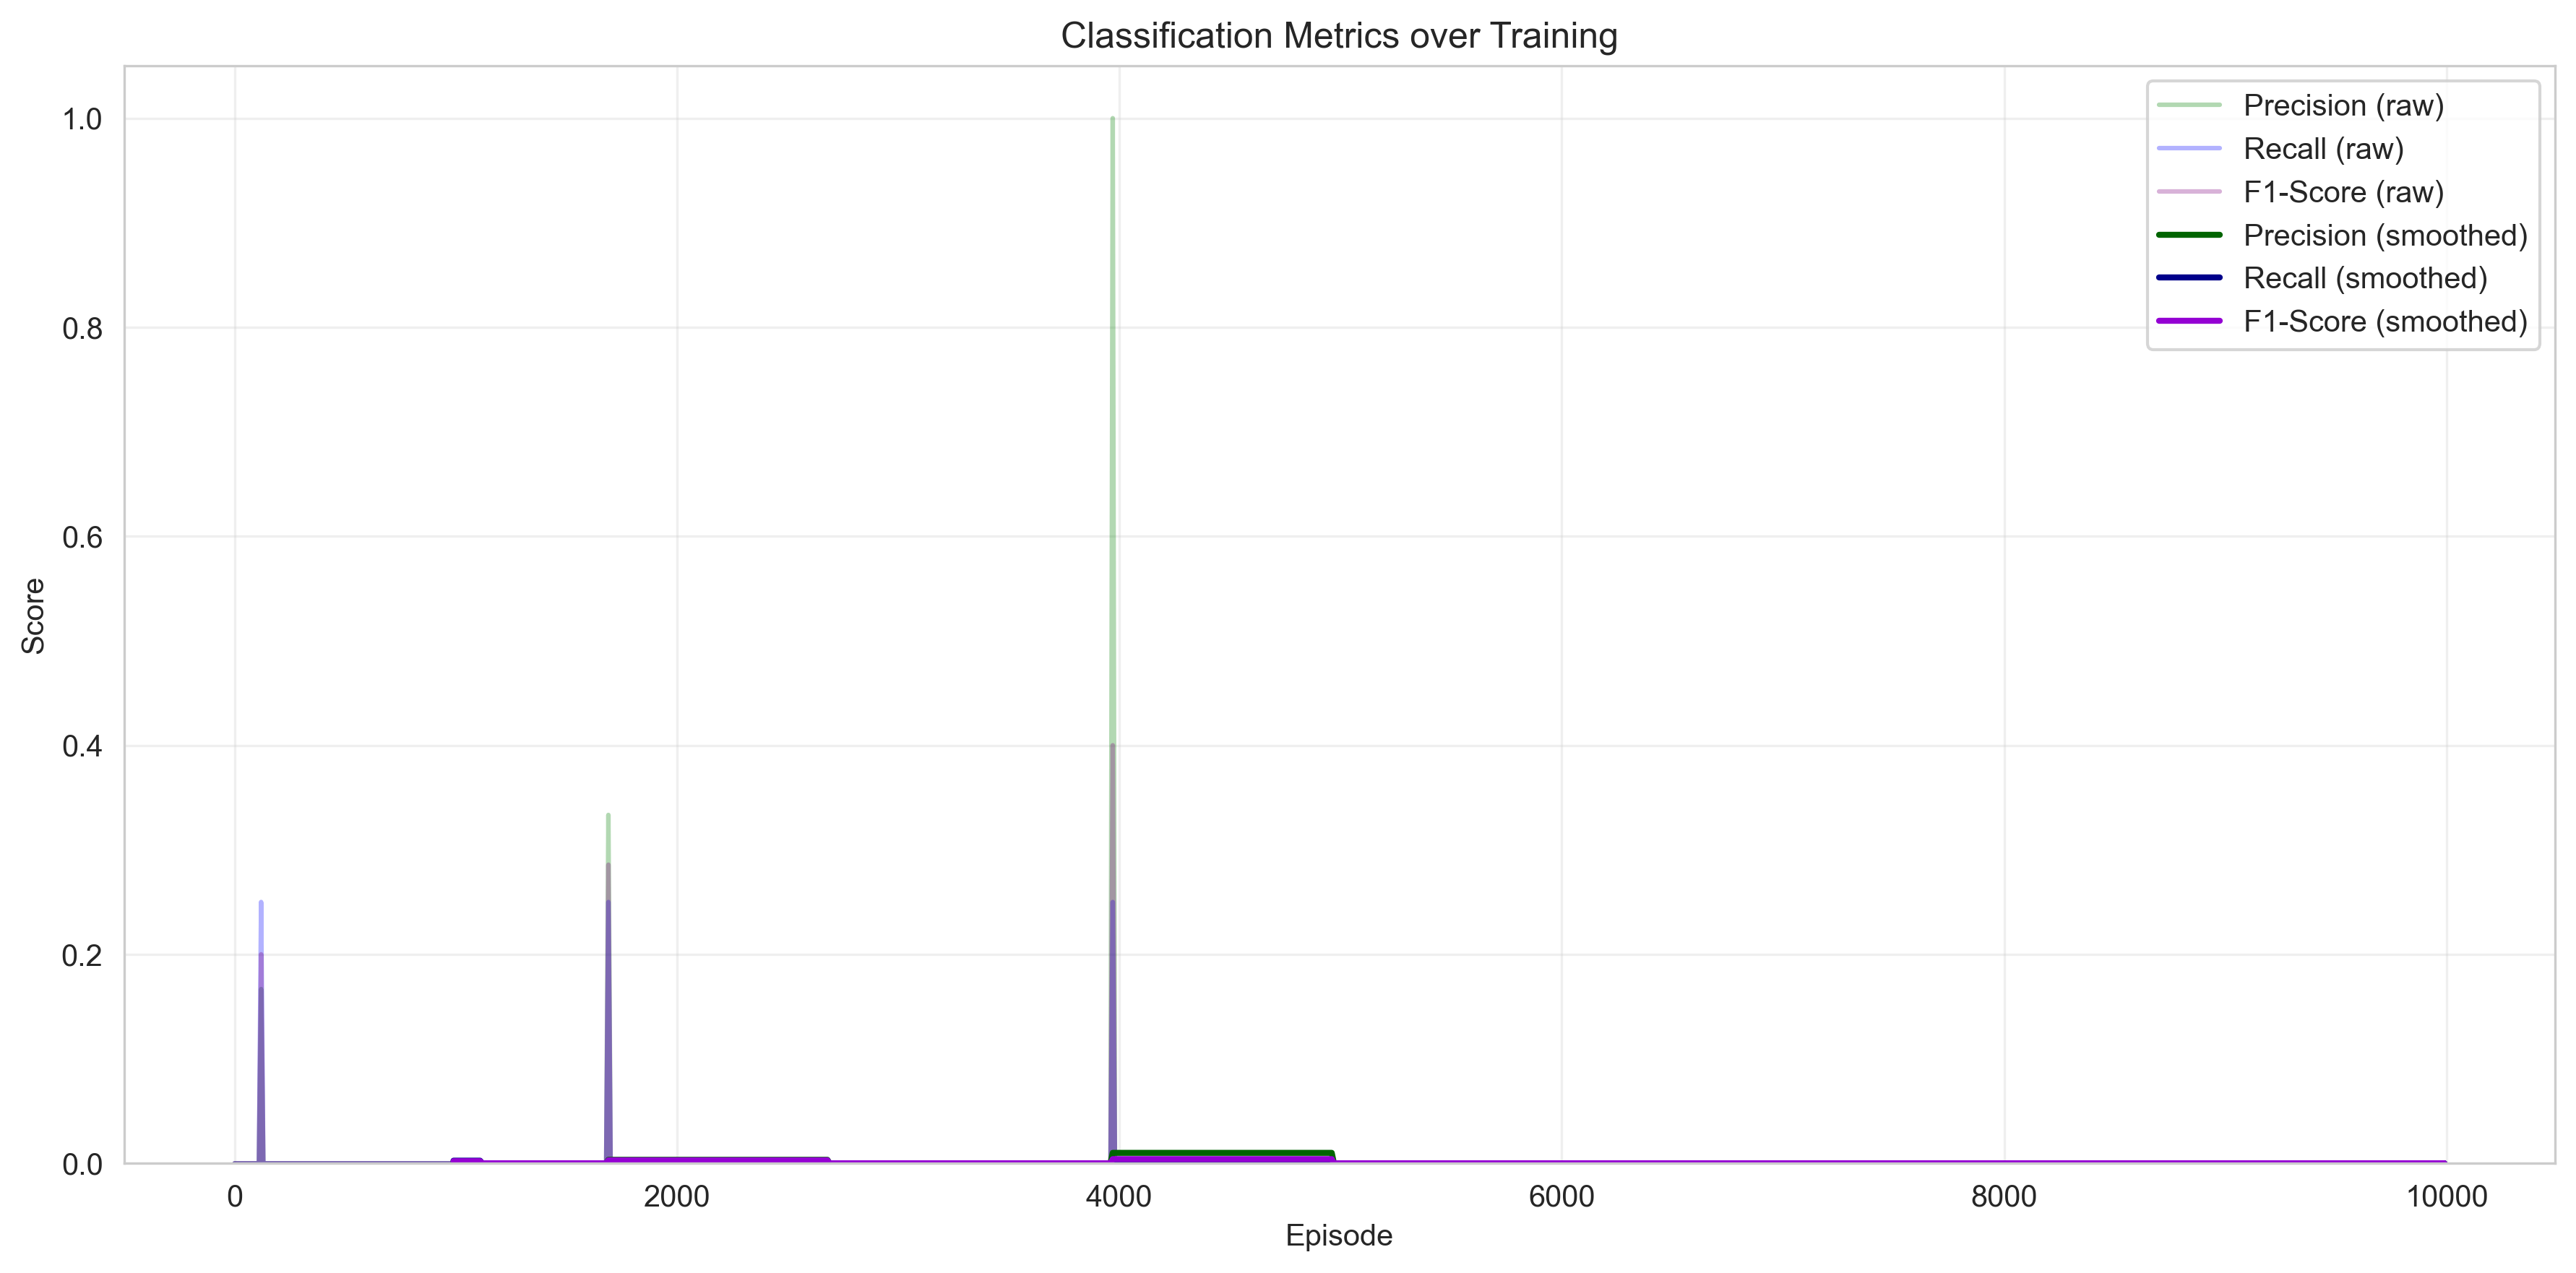 Classification Metrics over Training
Precision (raw)
Recall (raw)
F1-Score (raw)
Precision (smoothed)
Recall (smoothed)
F1-Score (smoothed)
1.0
0.8
0.6
0.4
0.2
0.0
Score
0 2000 4000 6000 8000 10000
Episode